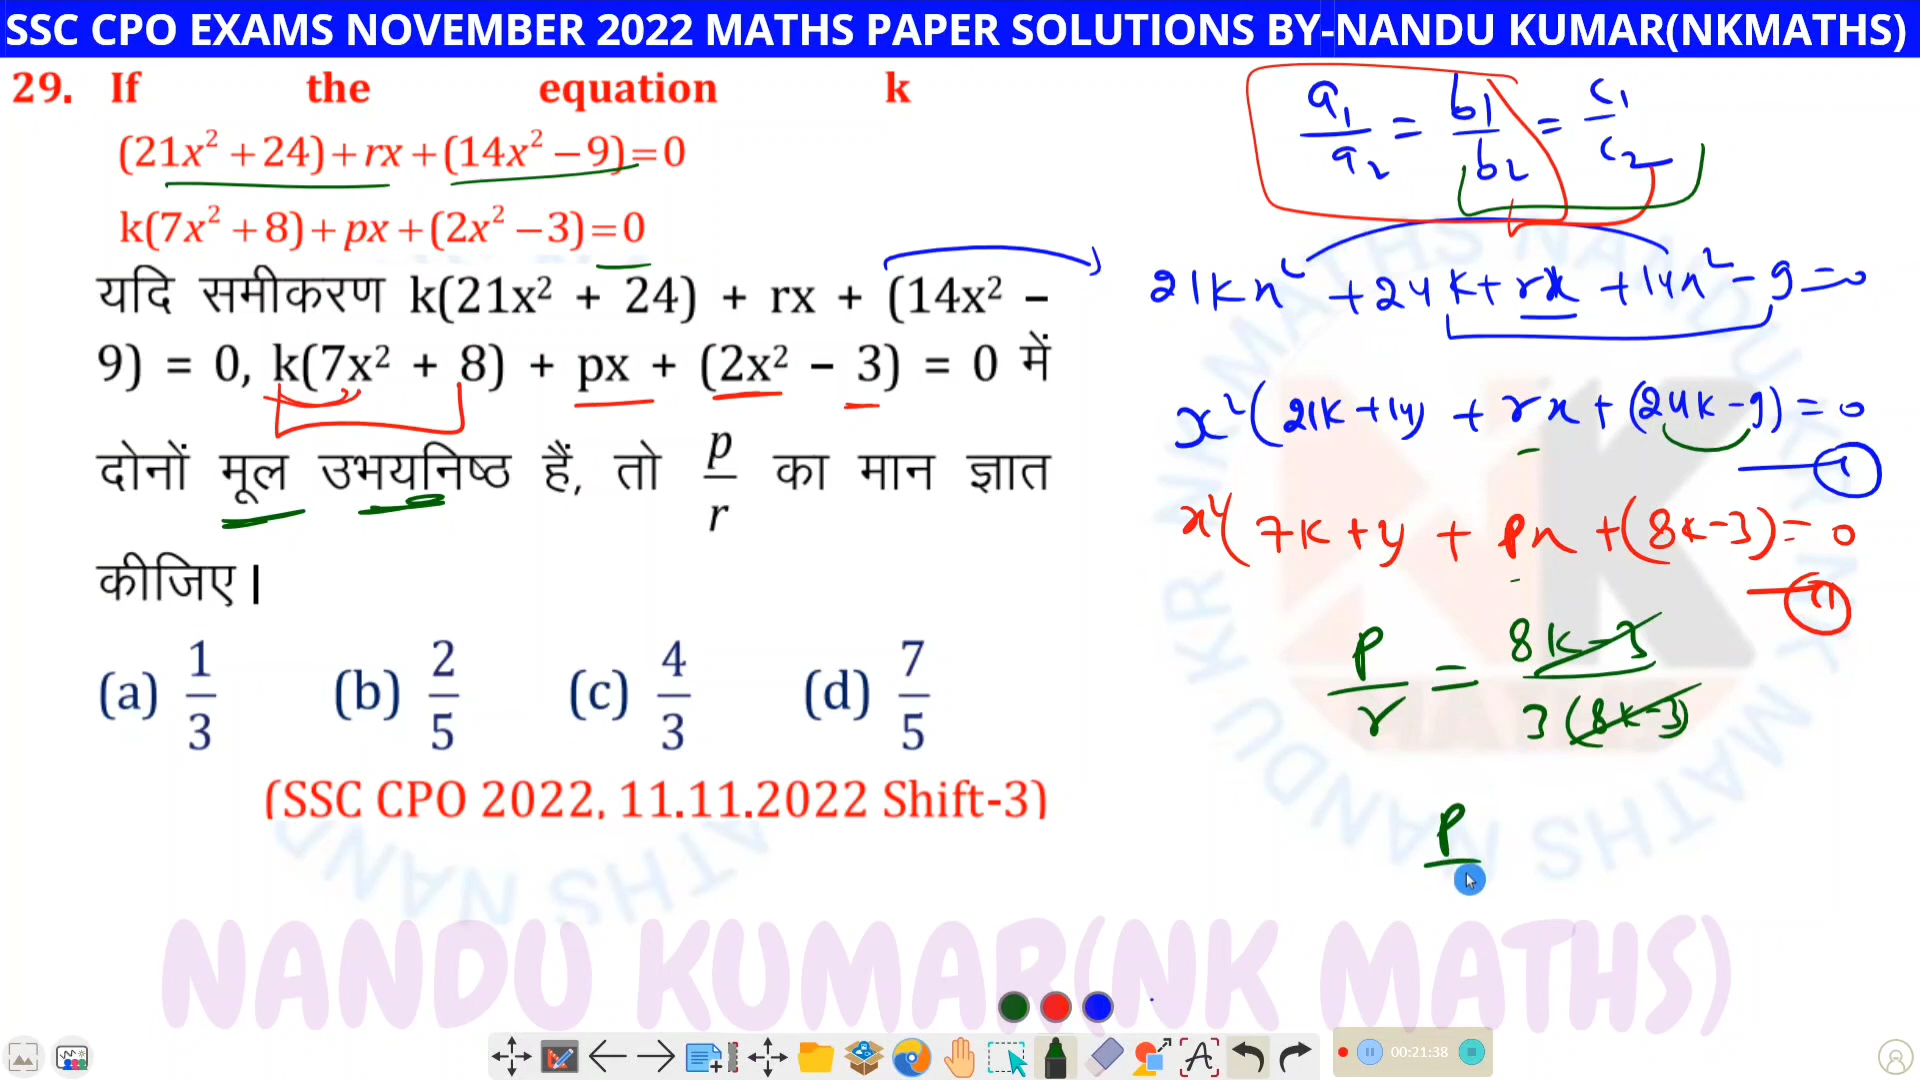 SSC CPO EXAMS NOVEMBER 2022 MATHS PAPER SOLUTIONS BY-NANDU KUMAR(NKMATHS)
29. If the equation k
(21x² + 24) + rx + (14x² − 9) = 0
k(7x² + 8) + px + (2x² − 3) = 0
यदि समीकरण k(21x² + 24) + rx + (14x² –
9) = 0, k(7x² + 8) + px + (2x² – 3) = 0 में
दोनों मूल उभयनिष्ठ हैं, तो p/r का मान ज्ञात
कीजिए।
(a) 1/3 (b) 2/5 (c) 4/3 (d) 7/5
(SSC CPO 2022, 11.11.2022 Shift-3)
a₁/a₂ = b₁/b₂ = c₁/c₂
21kx² + 24k + rx + 14x² − 9 = 0
x²(21k + 14) + rx + (24k − 9) = 0
1
+ px + (8k − 3) = 0
11
p/r = 8k − 3 / 3(8k − 3)
p
NANDU KUMAR(NK MATHS)
00:21:38